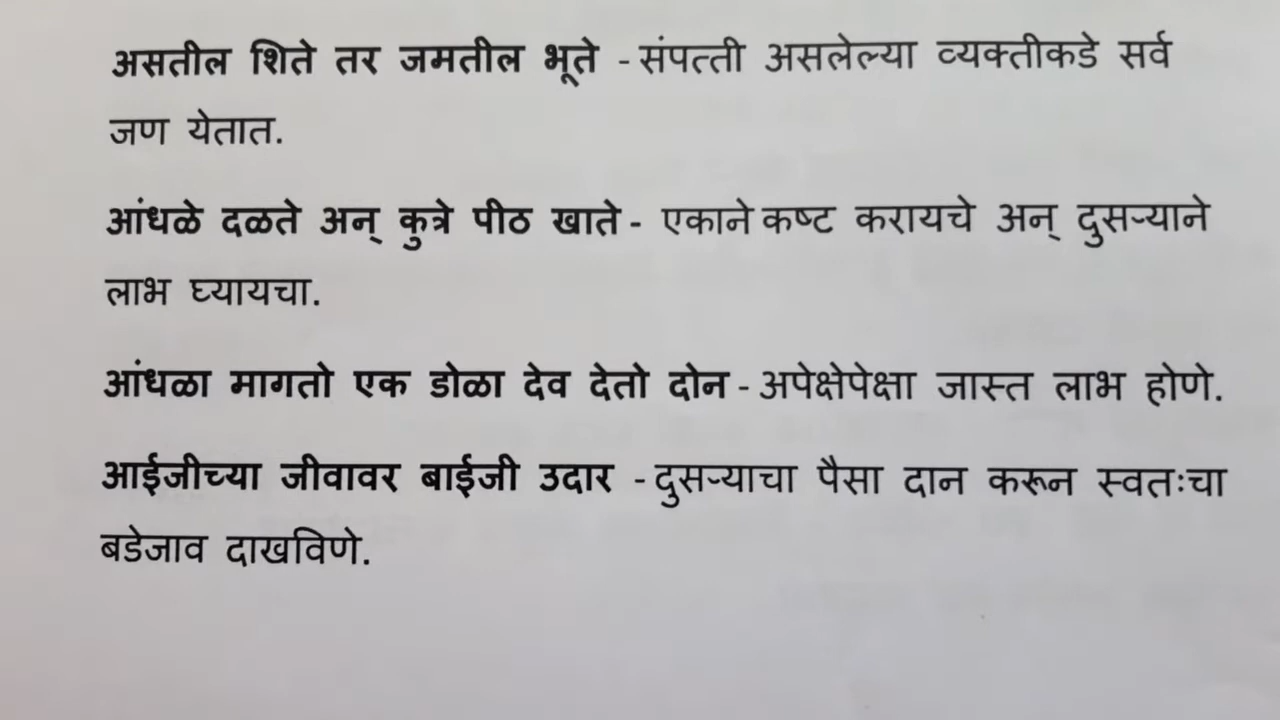 असतील शिते तर जमतील भूते - संपत्ती असलेल्या व्यक्तीकडे सर्व
जण येतात.
आंधळे दळते अन् कुत्रे पीठ खाते - एकाने कष्ट करायचे अन् दुसऱ्याने
लाभ घ्यायचा.
आंधळा मागतो एक डोळा देव देतो दोन - अपेक्षेपेक्षा जास्त लाभ होणे.
आईजीच्या जीवावर बाईजी उदार - दुसऱ्याचा पैसा दान करून स्वतःचा
बडेजाव दाखविणे.